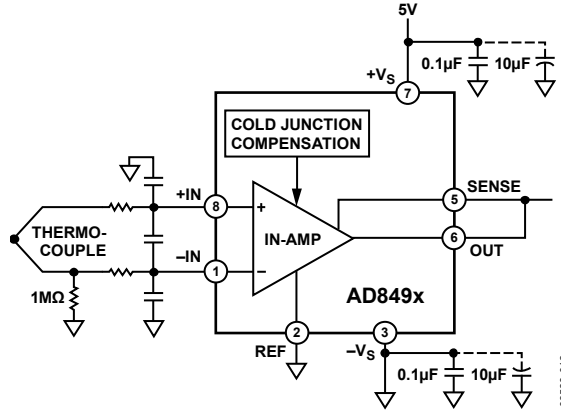 5V
0.1µF
10µF
+VS
7
COLD JUNCTION
COMPENSATION
+IN
8
+
SENSE
5
THERMO-
COUPLE
IN-AMP
–IN
1
–
6
OUT
1MΩ
AD849x
2
3
REF
–VS
0.1µF
10µF